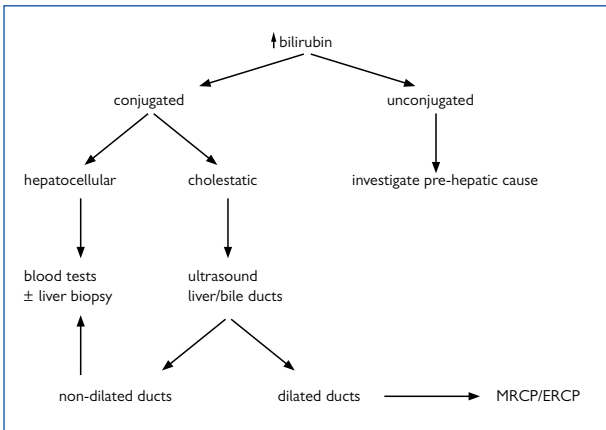 ↑bilirubin
conjugated
unconjugated
hepatocellular
cholestatic
investigate pre-hepatic cause
blood tests
± liver biopsy
ultrasound
liver/bile ducts
non-dilated ducts
dilated ducts
MRCP/ERCP